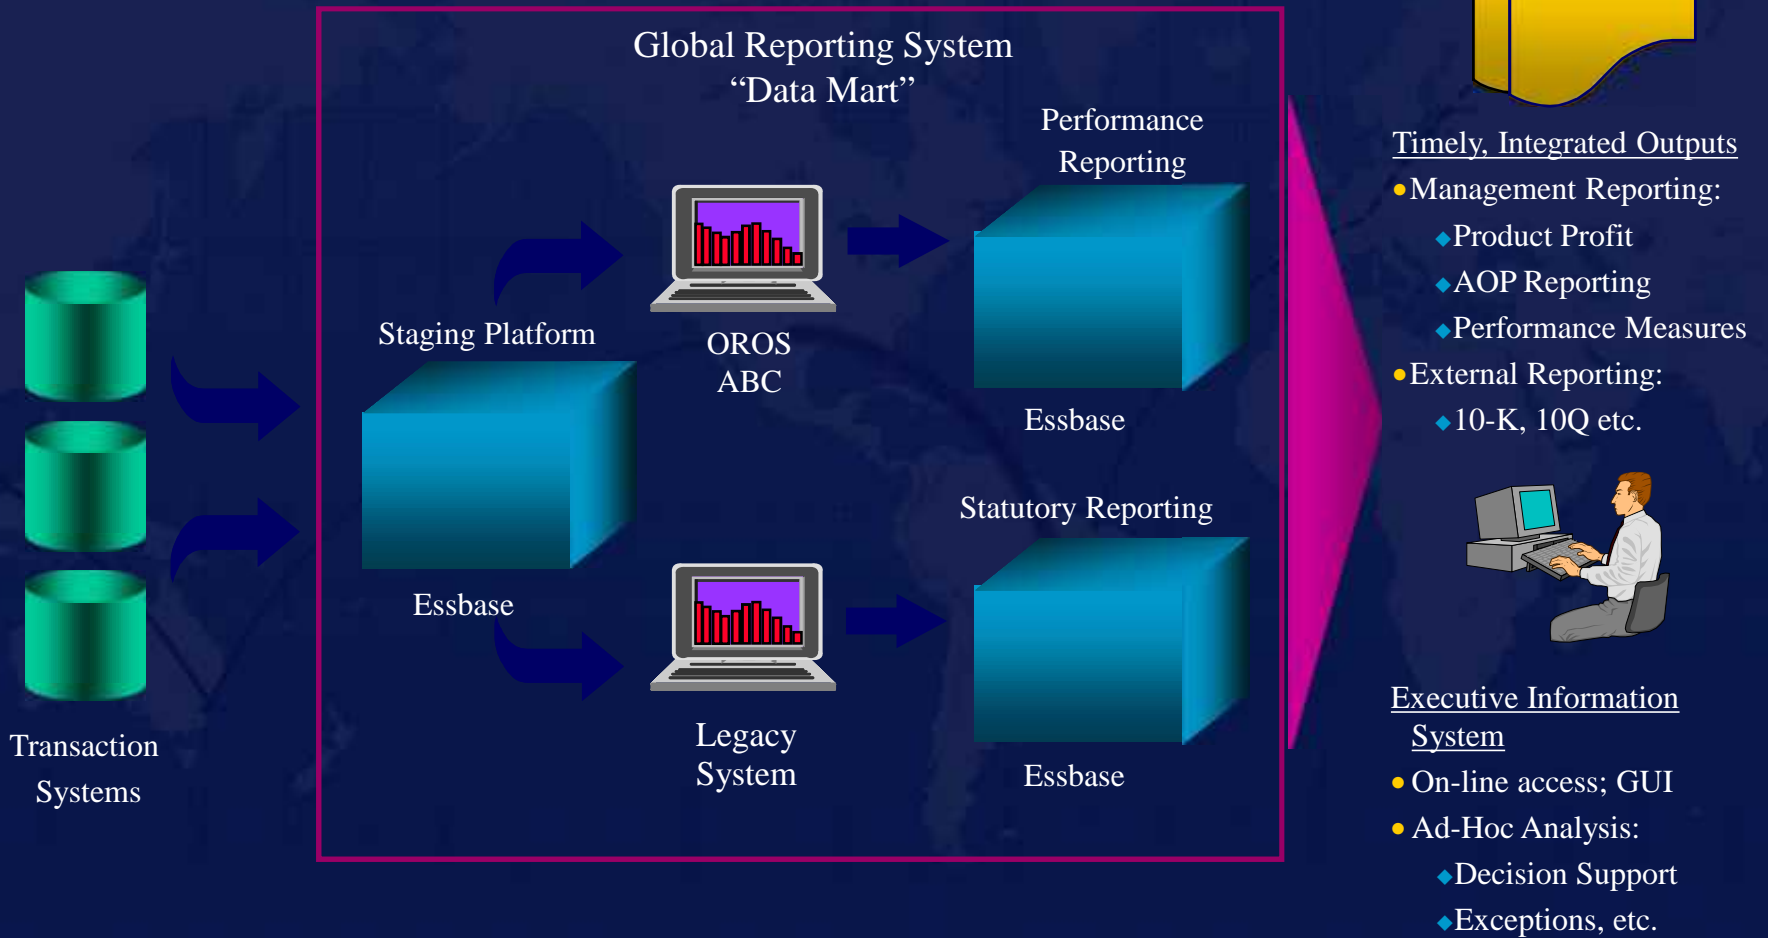 Global Reporting System
“Data Mart”
Transaction
Systems
Staging Platform
Essbase
OROS
ABC
Performance
Reporting
Essbase
Legacy
System
Statutory Reporting
Essbase
Timely, Integrated Outputs
•Management Reporting:
◆Product Profit
◆AOP Reporting
◆Performance Measures
•External Reporting:
◆10-K, 10Q etc.
Executive Information
System
• On-line access; GUI
• Ad-Hoc Analysis:
◆Decision Support
◆Exceptions, etc.